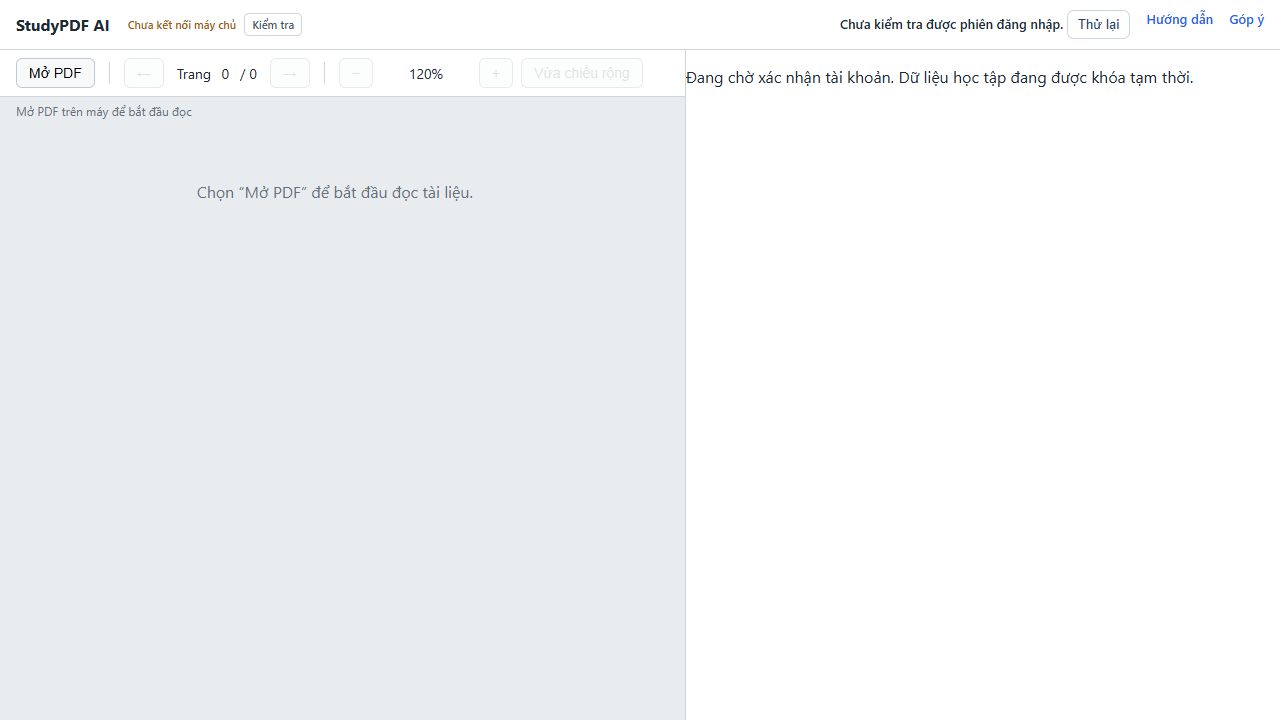 StudyPDF AI
Chưa kết nối máy chủ
Kiểm tra
Chưa kiểm tra được phiên đăng nhập.
Thử lại
Hướng dẫn
Góp ý
Mở PDF
←
Trang 0 / 0
→
−
120%
+
Vừa chiều rộng
Mở PDF trên máy để bắt đầu đọc
Chọn “Mở PDF” để bắt đầu đọc tài liệu.
Đang chờ xác nhận tài khoản. Dữ liệu học tập đang được khóa tạm thời.